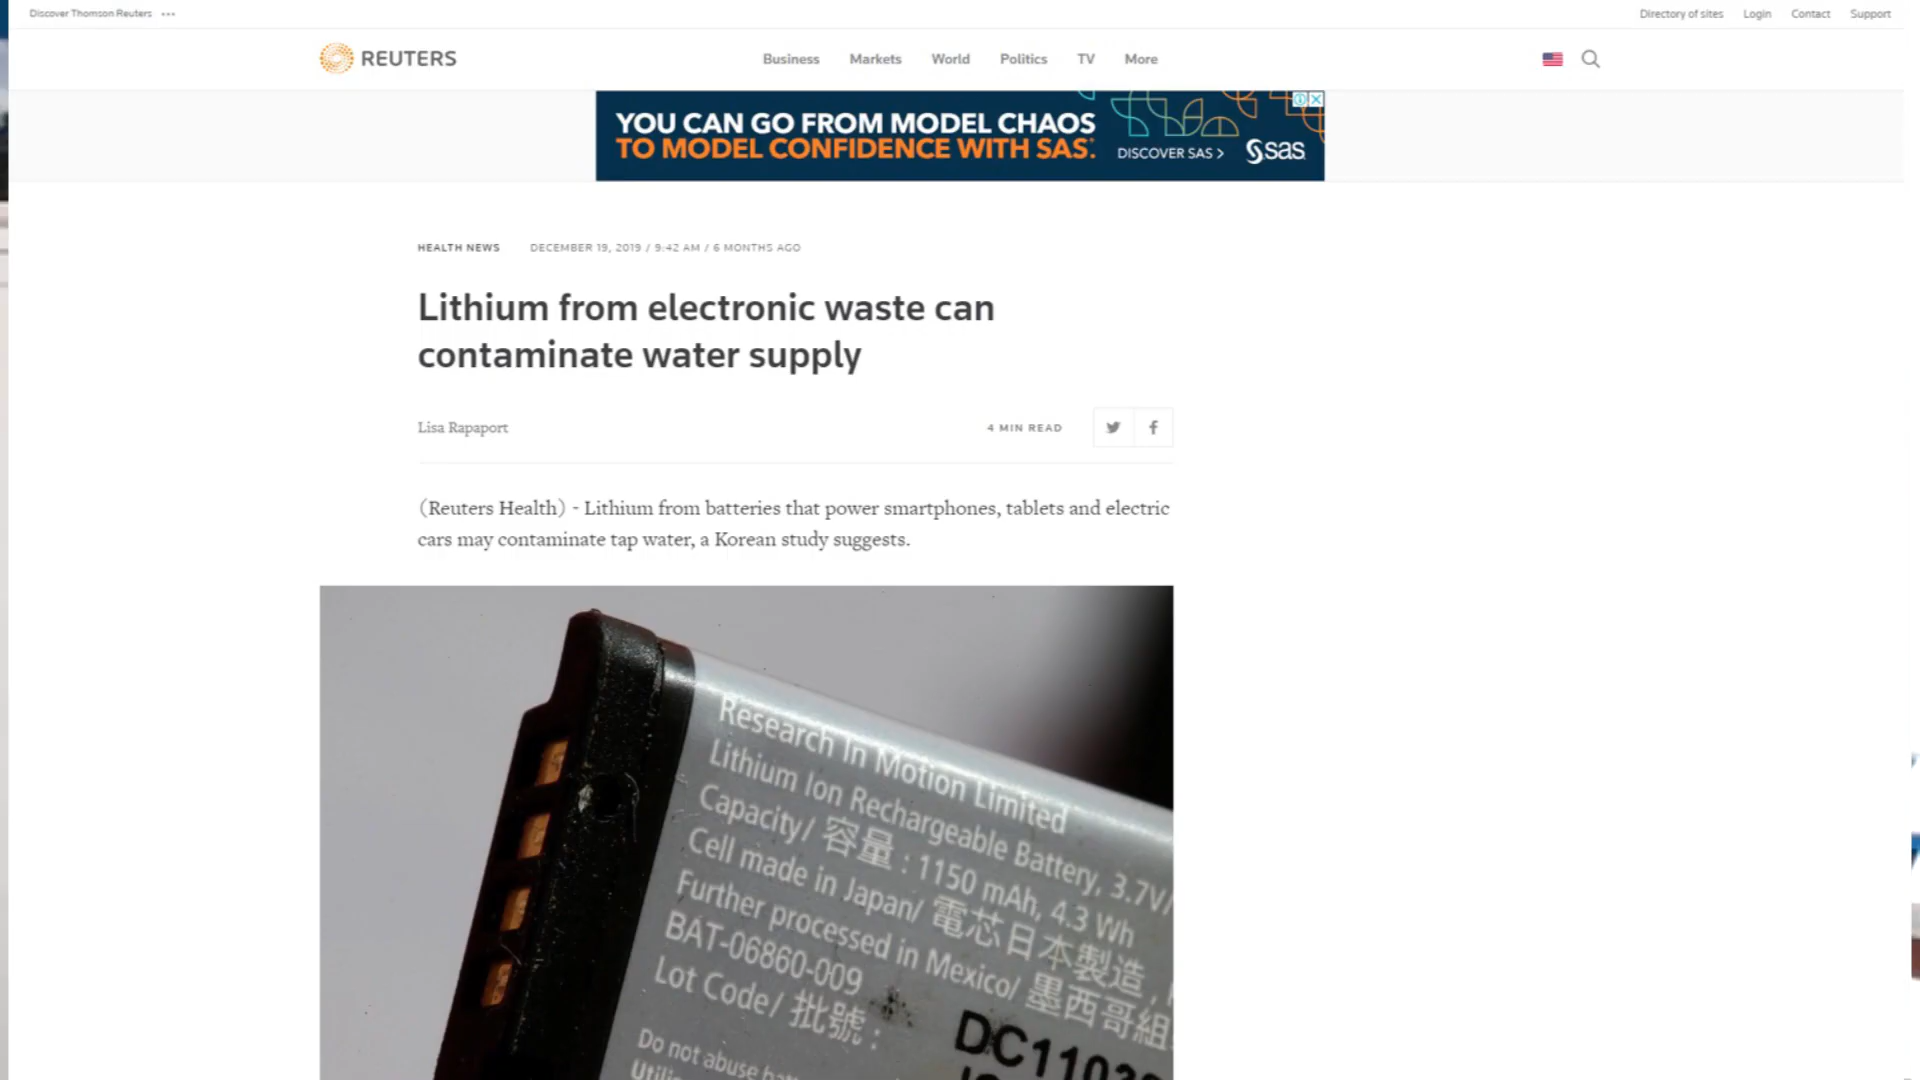 Discover Thomson Reuters
Directory of sites Login Contact Support
REUTERS Business Markets World Politics TV More
YOU CAN GO FROM MODEL CHAOS
TO MODEL CONFIDENCE WITH SAS.
DISCOVER SAS >
sas
HEALTH NEWS DECEMBER 19, 2019 / 9:42 AM / 6 MONTHS AGO
Lithium from electronic waste can
contaminate water supply
Lisa Rapaport 4 MIN READ
(Reuters Health) - Lithium from batteries that power smartphones, tablets and electric
cars may contaminate tap water, a Korean study suggests.
Research In Motion Limited
Lithium Ion Rechargeable Battery, 3.7V/
Capacity/ 容量 : 1150 mAh, 4.3 Wh
Cell made in Japan/ 電芯日本製造,
Further processed in Mexico/ 墨西哥組
BAT-06860-009
Lot Code/ 批號 :
Do not abuse